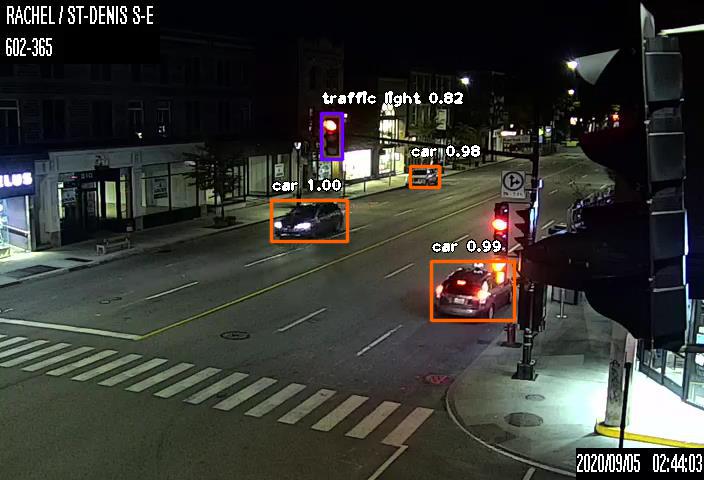 RACHEL / ST-DENIS S-E
602-365
traffic light 0.82
car 0.98
car 1.00
car 0.99
2020/09/05 02:44:03